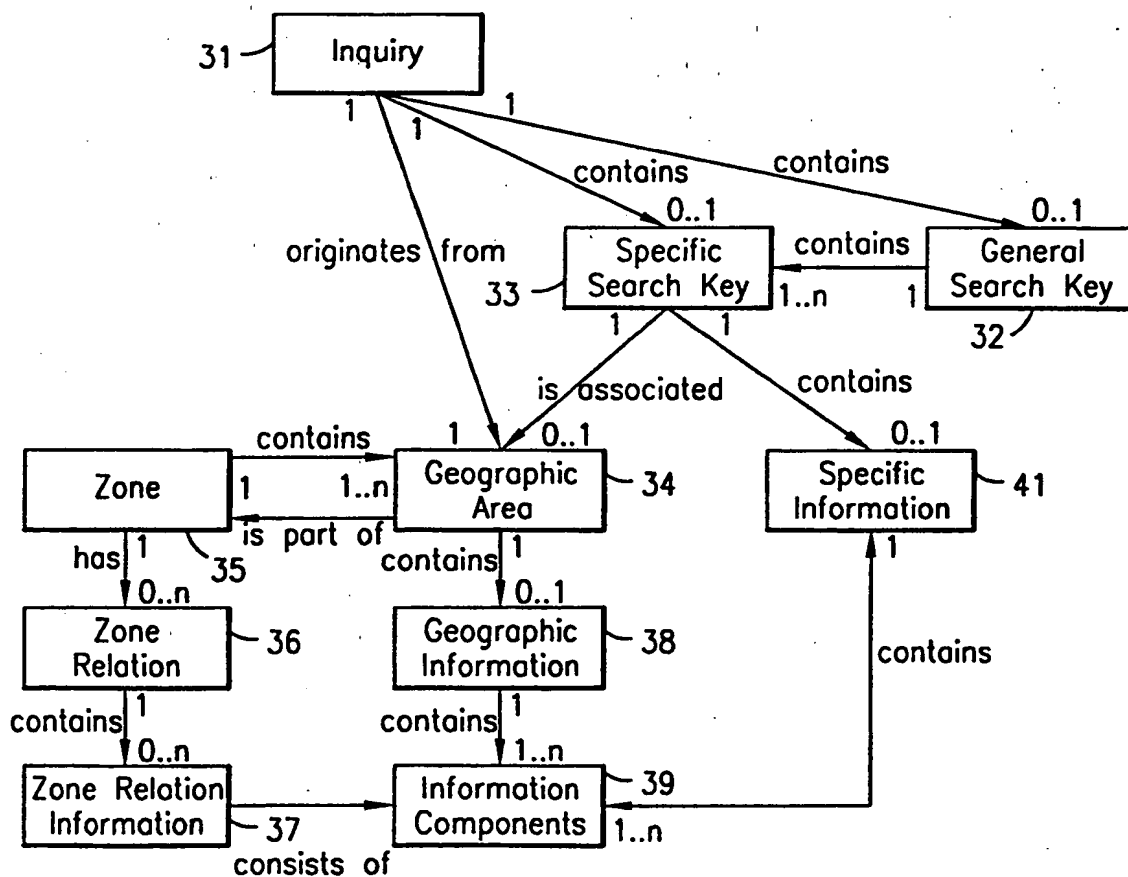 31
Inquiry
1
1
1
contains
contains
0..1
0..1
originates from
Specific
Search Key
33
contains
1..n
1
General
Search Key
32
1
1
is associated
contains
contains
1
0..1
0..1
Zone
1
1..n
Geographic
Area
34
Specific
Information
41
is part of
has
1
35
contains
1
1
0..n
0..1
Zone
Relation
36
Geographic
Information
38
contains
contains
1
contains
1
0..n
1..n
Zone Relation
Information
37
Information
Components
39
1..n
consists of